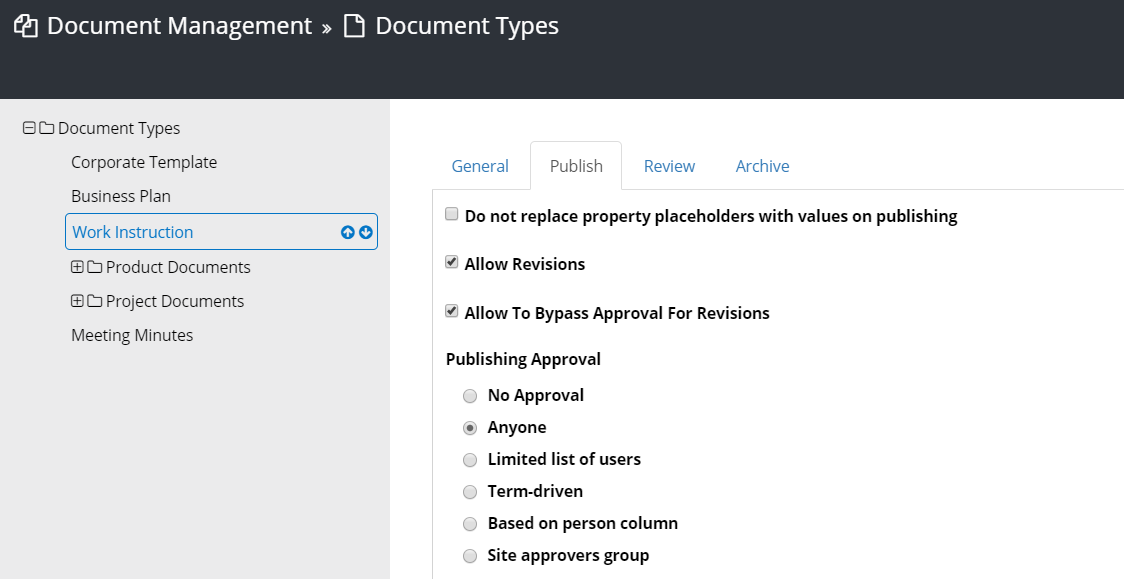 Document Management » Document Types
Document Types
Corporate Template
Business Plan
Work Instruction
Product Documents
Project Documents
Meeting Minutes
General Publish Review Archive
Do not replace property placeholders with values on publishing
Allow Revisions
Allow To Bypass Approval For Revisions
Publishing Approval
No Approval
Anyone
Limited list of users
Term-driven
Based on person column
Site approvers group